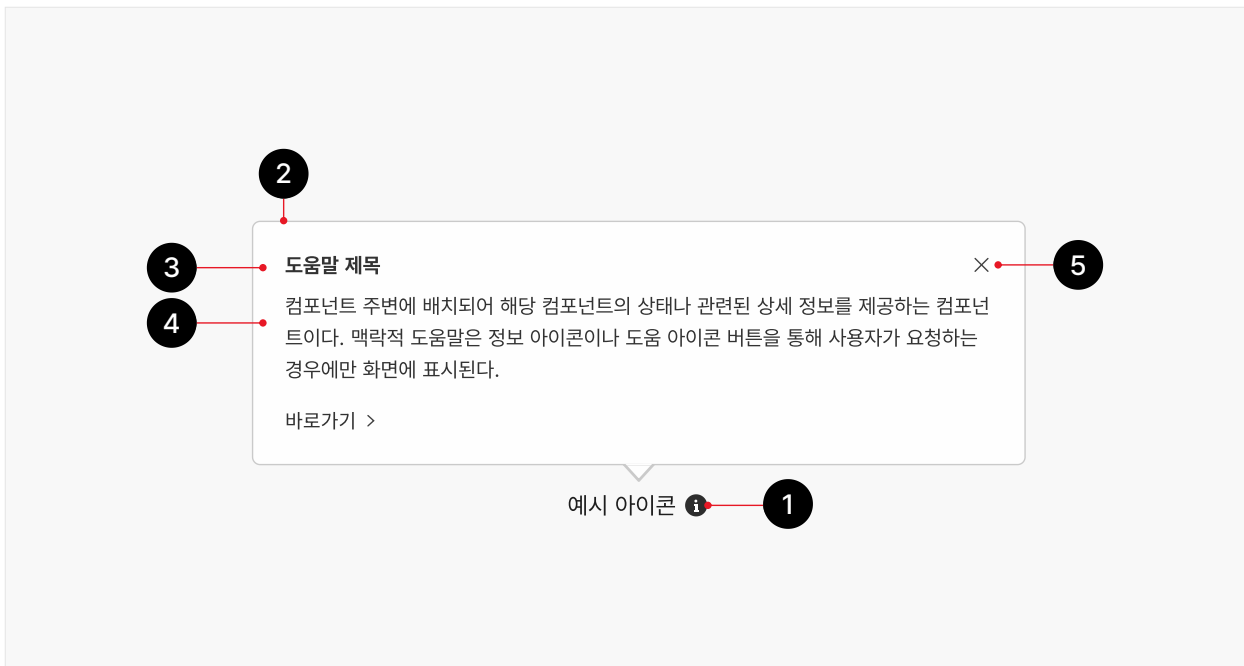 2
도움말 제목
3
5
컴포넌트 주변에 배치되어 해당 컴포넌트의 상태나 관련된 상세 정보를 제공하는 컴포넌
4
트이다. 맥락적 도움말은 정보 아이콘이나 도움 아이콘 버튼을 통해 사용자가 요청하는
경우에만 화면에 표시된다.
바로가기 >
예시 아이콘 i
1